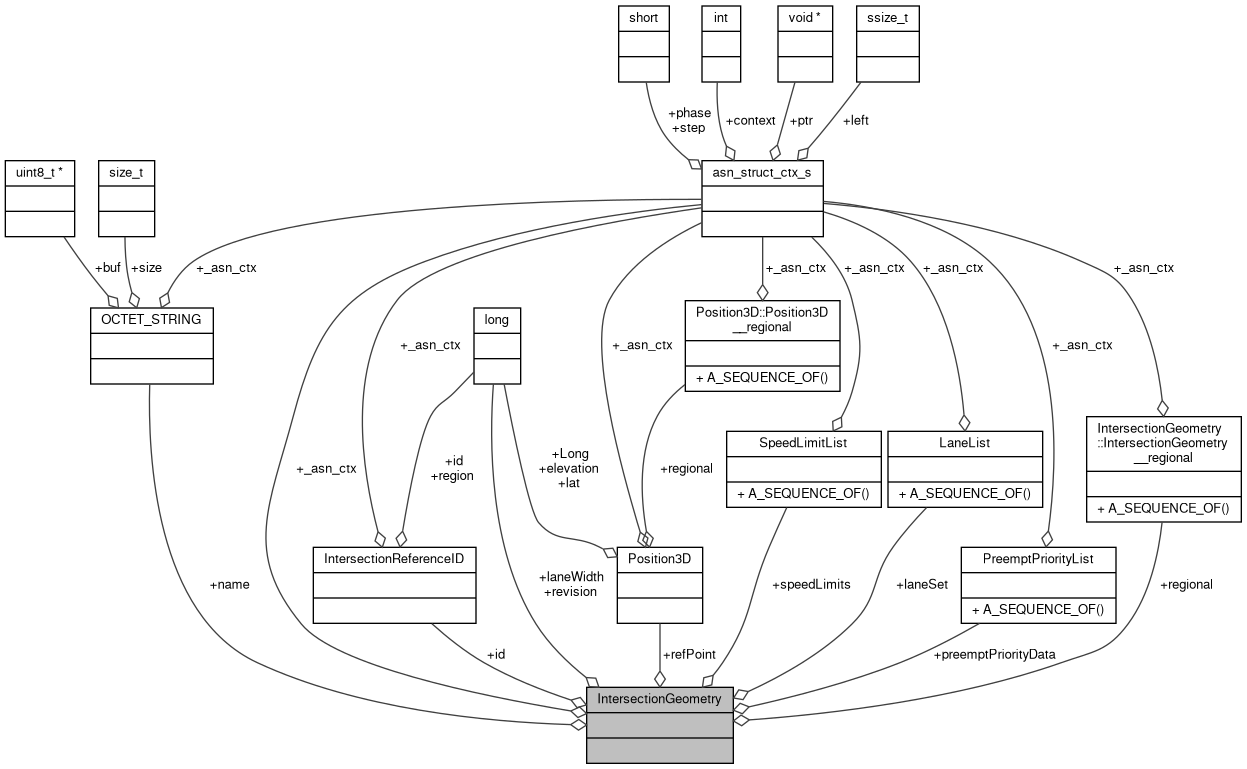 short
int
void *
ssize_t
+phase
+step
+context
+ptr
+left
uint8_t *
size_t
asn_struct_ctx_s
+buf
+size
+_asn_ctx
+_asn_ctx
+_asn_ctx
+_asn_ctx
+_asn_ctx
OCTET_STRING
long
Position3D::Position3D
__regional
+ A_SEQUENCE_OF()
+_asn_ctx
+_asn_ctx
+_asn_ctx
IntersectionGeometry
::IntersectionGeometry
__regional
+ A_SEQUENCE_OF()
SpeedLimitList
+ A_SEQUENCE_OF()
LaneList
+ A_SEQUENCE_OF()
+_asn_ctx
+id
+region
+Long
+elevation
+lat
+regional
IntersectionReferenceID
Position3D
PreemptPriorityList
+ A_SEQUENCE_OF()
+name
+laneWidth
+revision
+speedLimits
+laneSet
+regional
+id
+refPoint
+preemptPriorityData
IntersectionGeometry